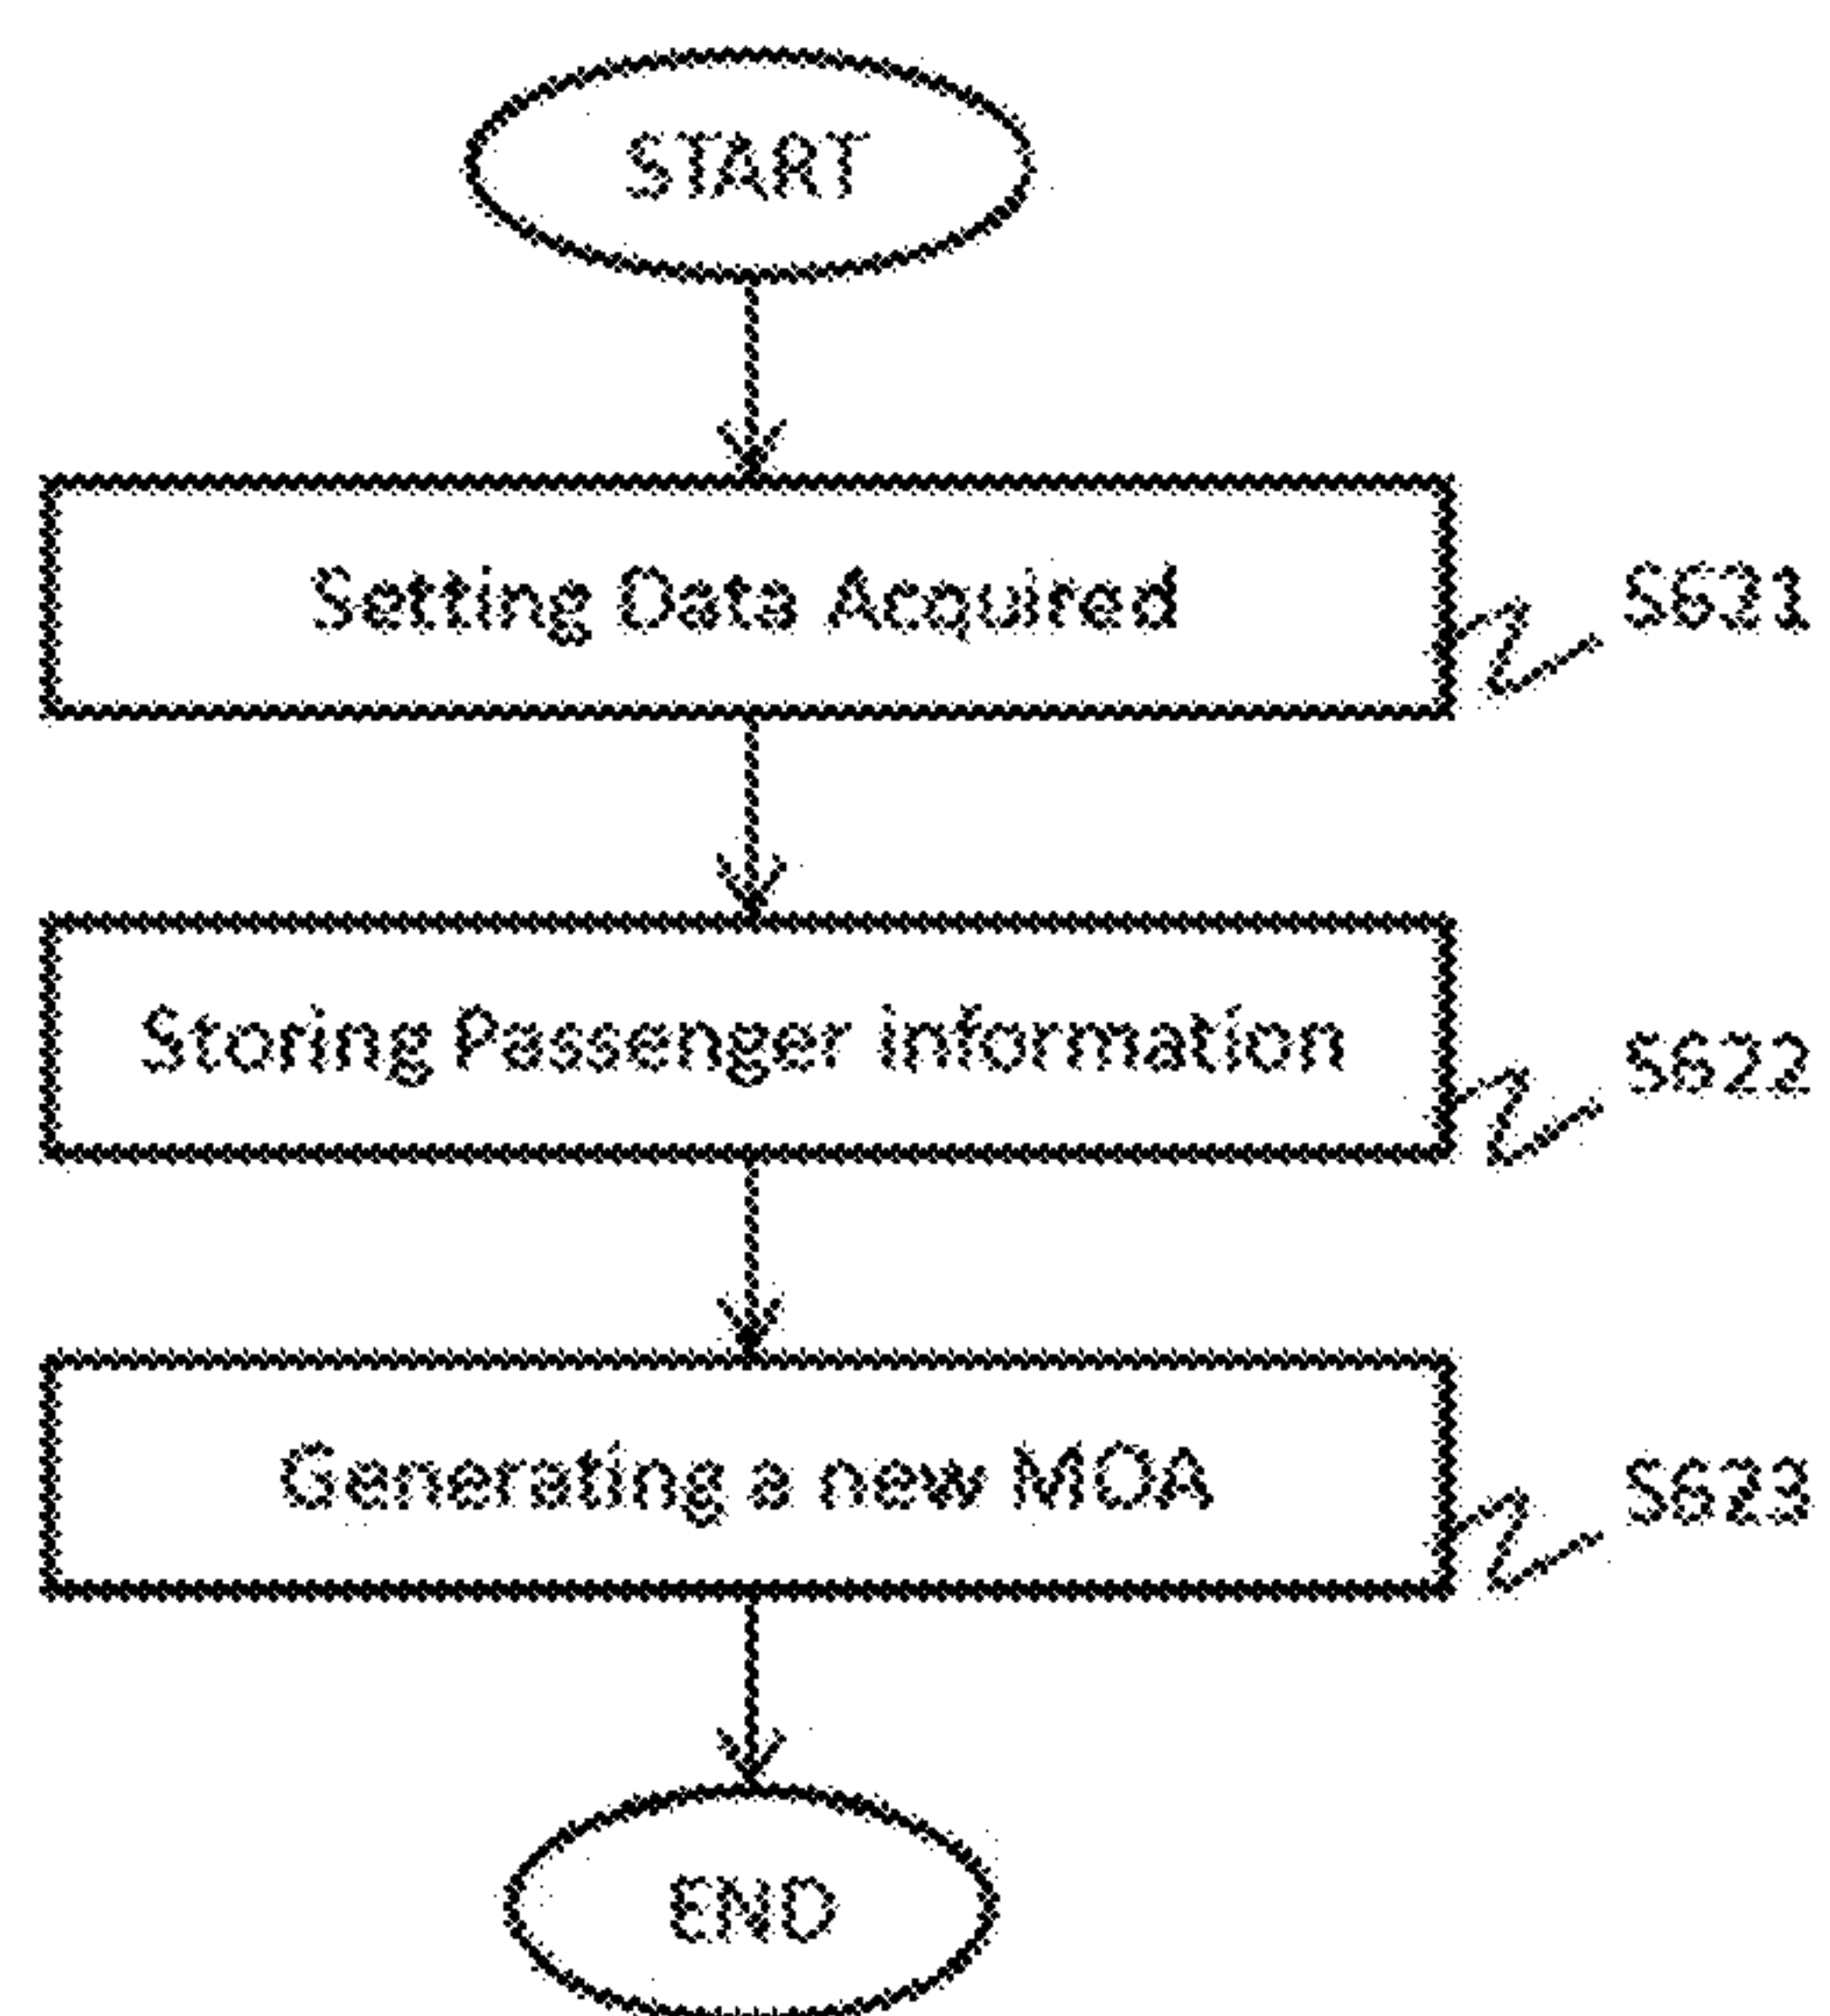 START
Setting Data Acquired
S621
Storing Passenger information
S622
Generating a new MOA
S623
END